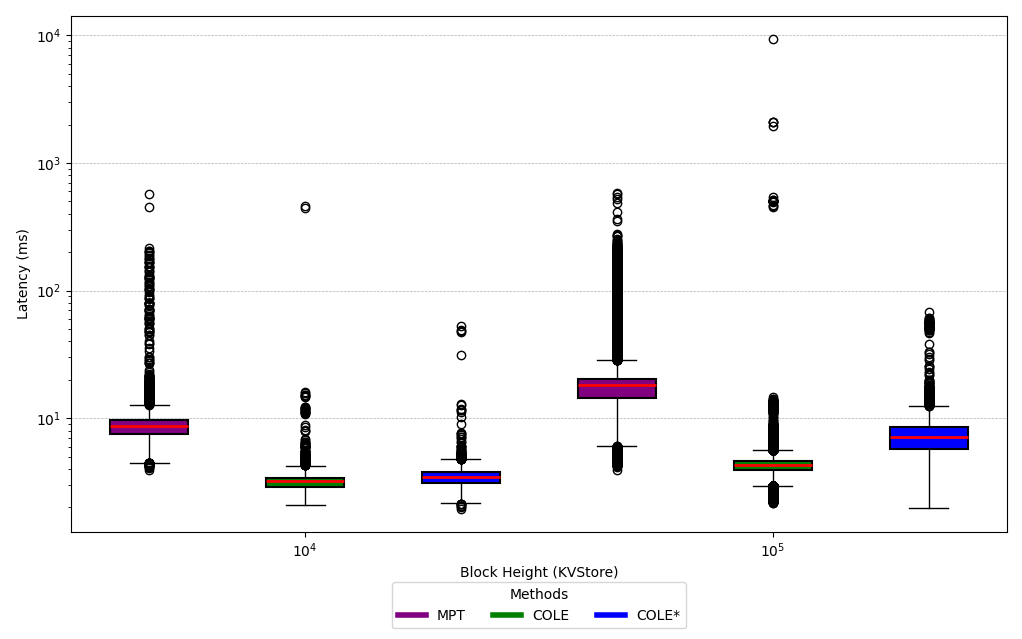 Latency (ms)
10^4
10^3
10^2
10^1
10^4
10^5
Block Height (KVStore)
Methods
MPT
COLE
COLE*